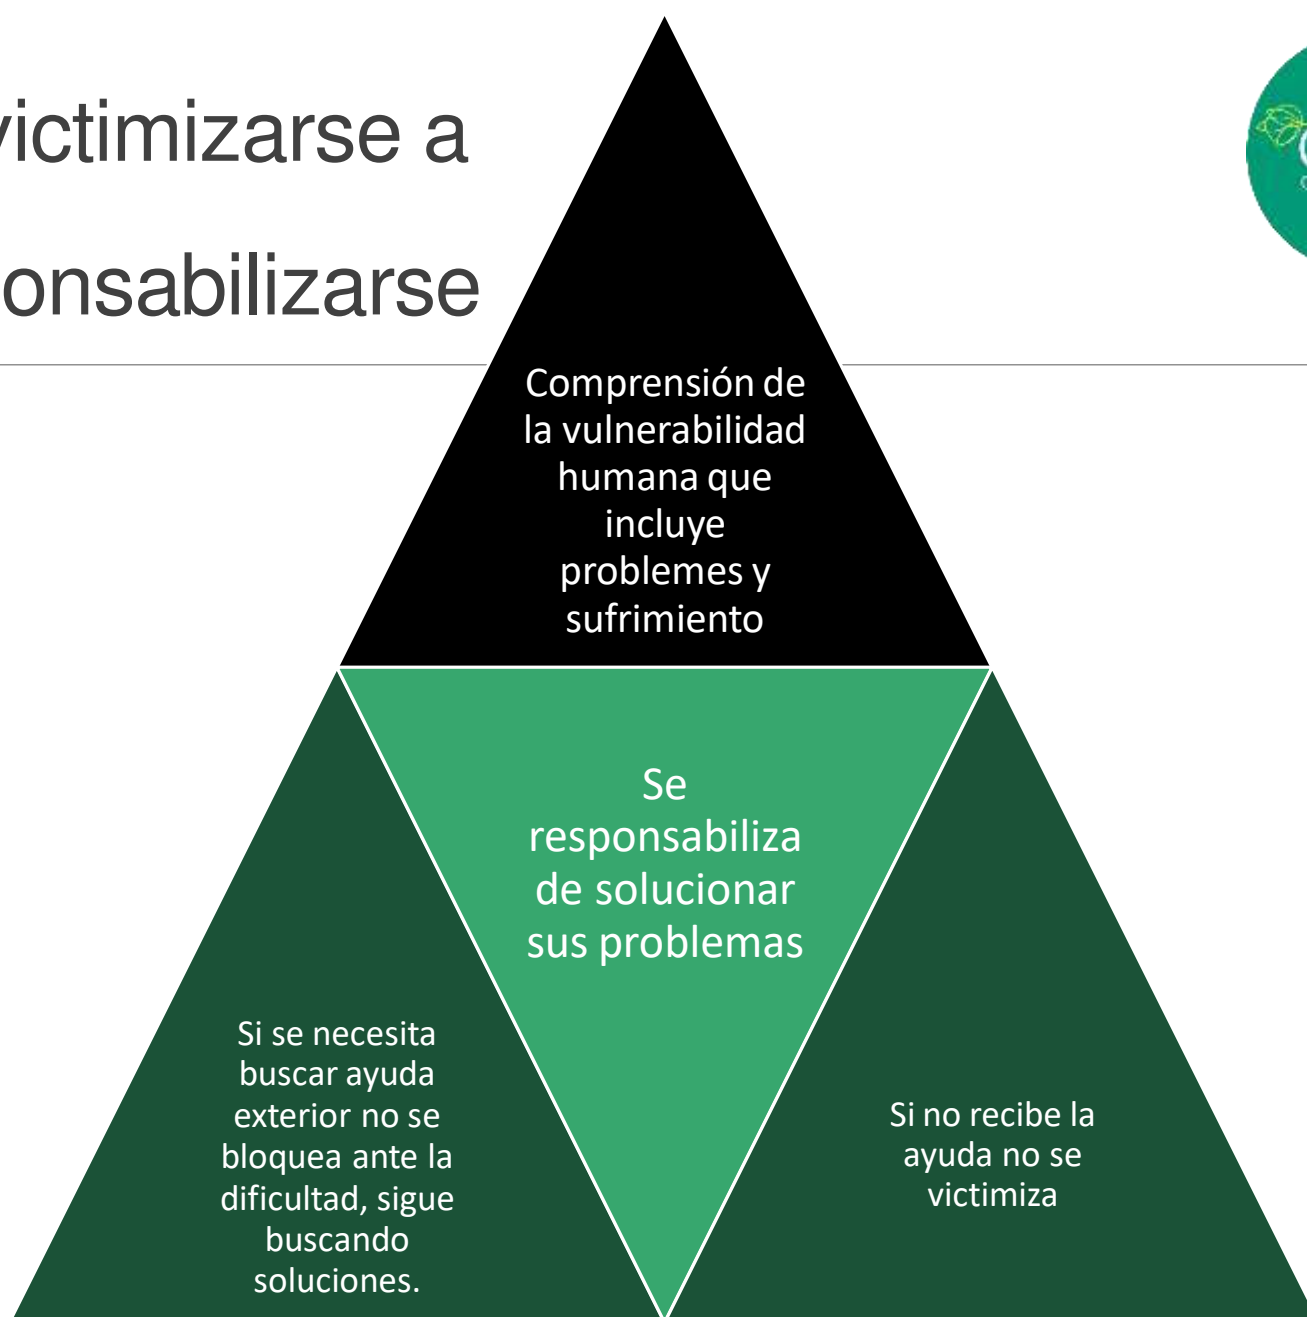 victimizarse a
onsabilizarse
Comprensión de
la vulnerabilidad
humana que
incluye
problemes y
sufrimiento
Se
responsabiliza
de solucionar
sus problemas
Si se necesita
buscar ayuda
exterior no se
bloquea ante la
dificultad, sigue
buscando
soluciones.
Si no recibe la
ayuda no se
victimiza